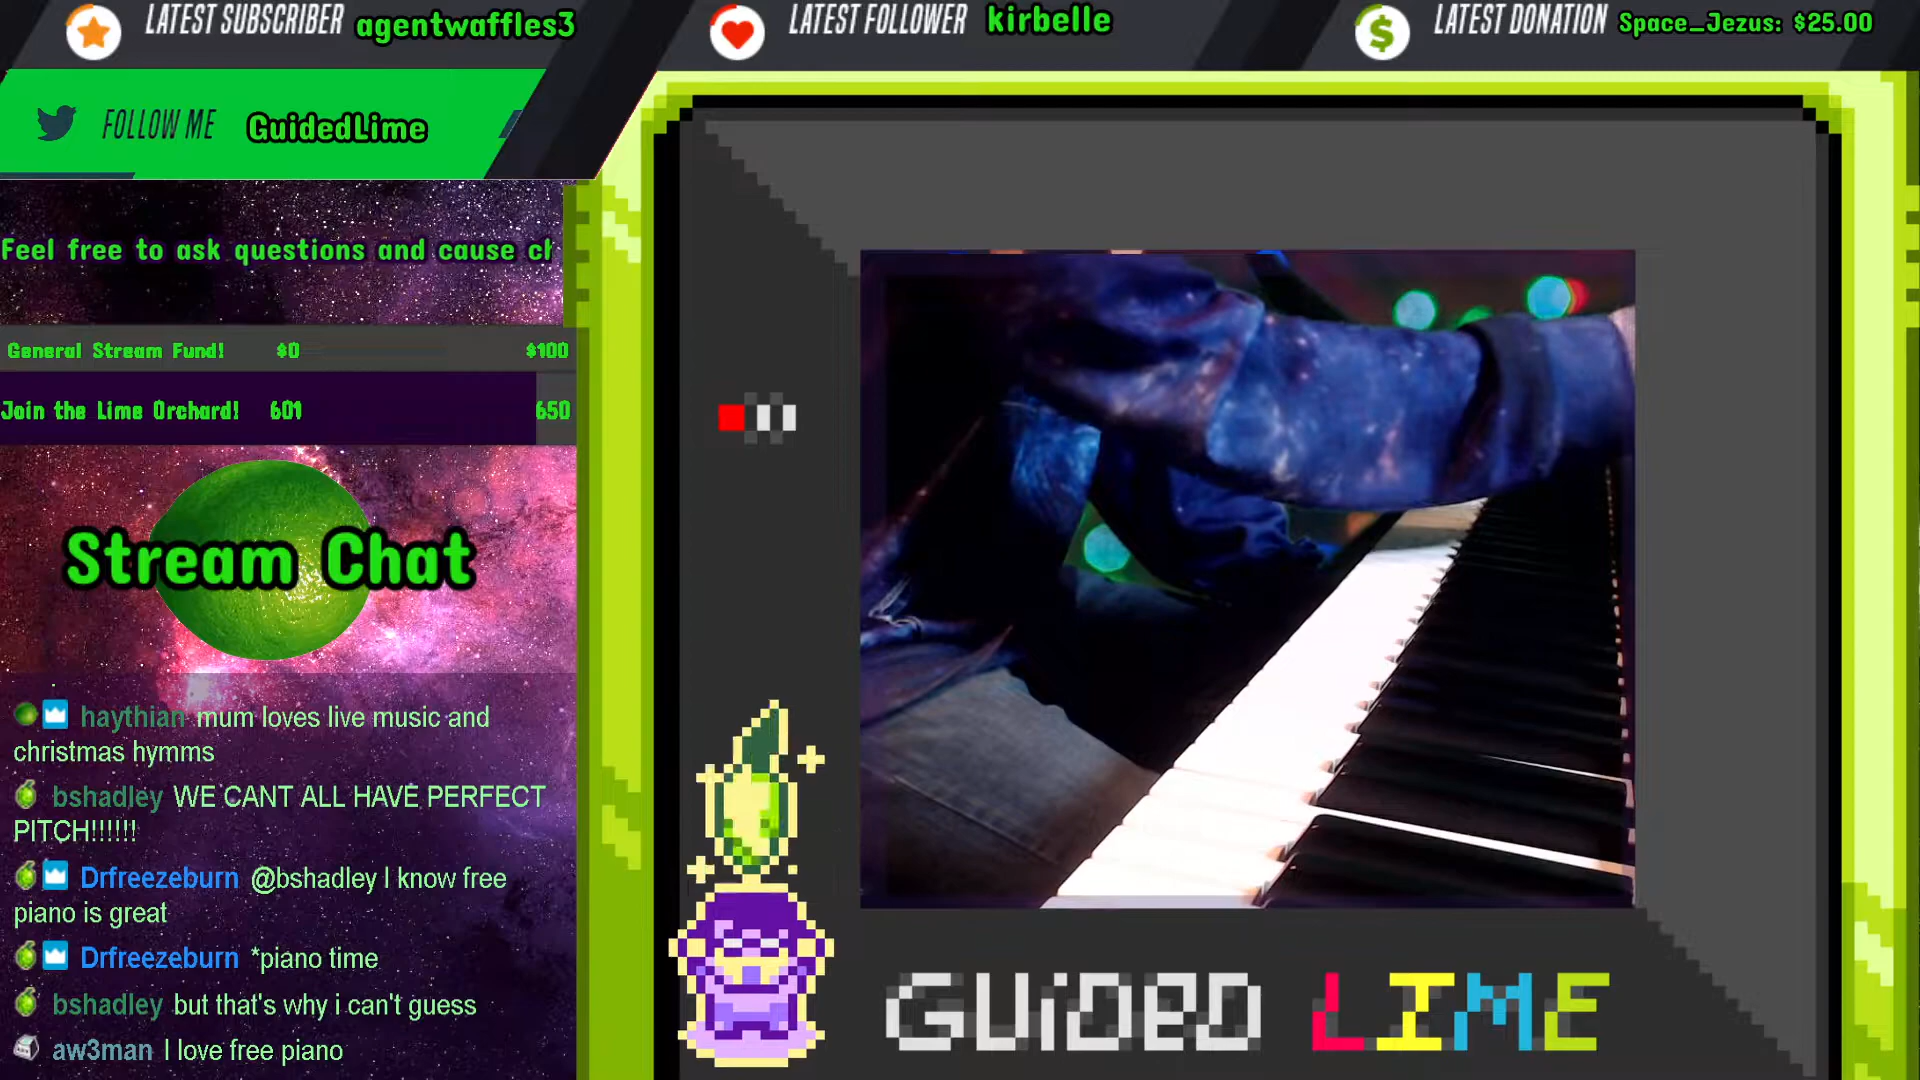 LATEST SUBSCRIBER agentwaffles3
LATEST FOLLOWER kirbelle
LATEST DONATION Space_Jezus: $25.00
FOLLOW ME GuidedLime
Feel free to ask questions and cause
General Stream Fund! $0 $100
Join the Lime Orchard! 601 650
Stream Chat
haythian mum loves live music and
christmas hymms
bshadley WE CANT ALL HAVE PERFECT
PITCH!!!!!!
Drfreezeburn @bshadley I know free
piano is great
Drfreezeburn *piano time
bshadley but that's why i can't guess
aw3man I love free piano
GUiDED LIME